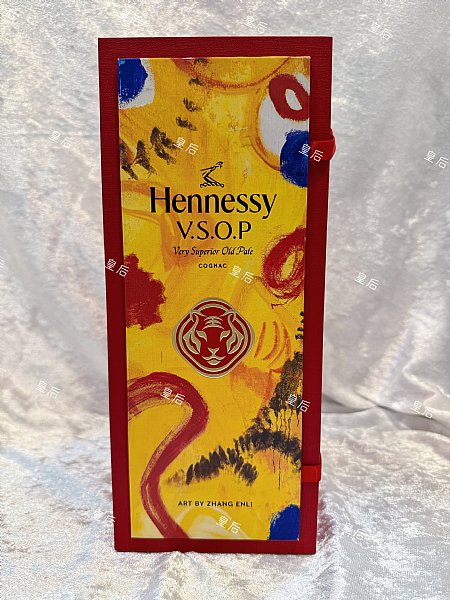 Hennessy
V.S.O.P
Very Superior Old Pale
COGNAC
ART BY ZHANG ENLI
皇后